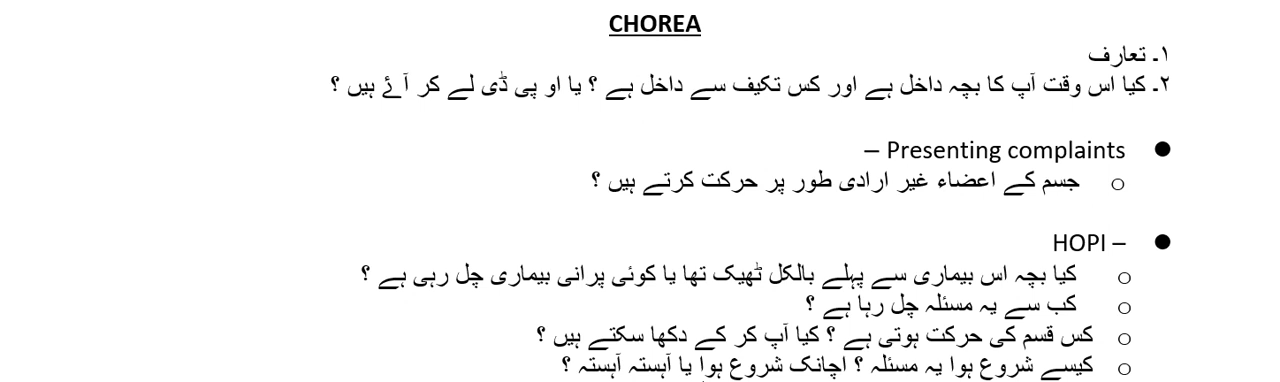 CHOREA
۱۔ تعارف
۲۔ کیا اس وقت آپ کا بچہ داخل ہے اور کس تکیف سے داخل ہے ؟ یا او پی ڈی لے کر آۓ ہیں ؟
● Presenting complaints –
○ جسم کے اعضاء غیر ارادی طور پر حرکت کرتے ہیں ؟
● HOPI –
○ کیا بچہ اس بیماری سے پہلے بالکل ٹھیک تھا یا کوئی پرانی بیماری چل رہی ہے ؟
○ کب سے یہ مسئلہ چل رہا ہے ؟
○ کس قسم کی حرکت ہوتی ہے ؟ کیا آپ کر کے دکھا سکتے ہیں ؟
○ کیسے شروع ہوا یہ مسئلہ ؟ اچانک شروع ہوا یا آہستہ آہستہ ؟